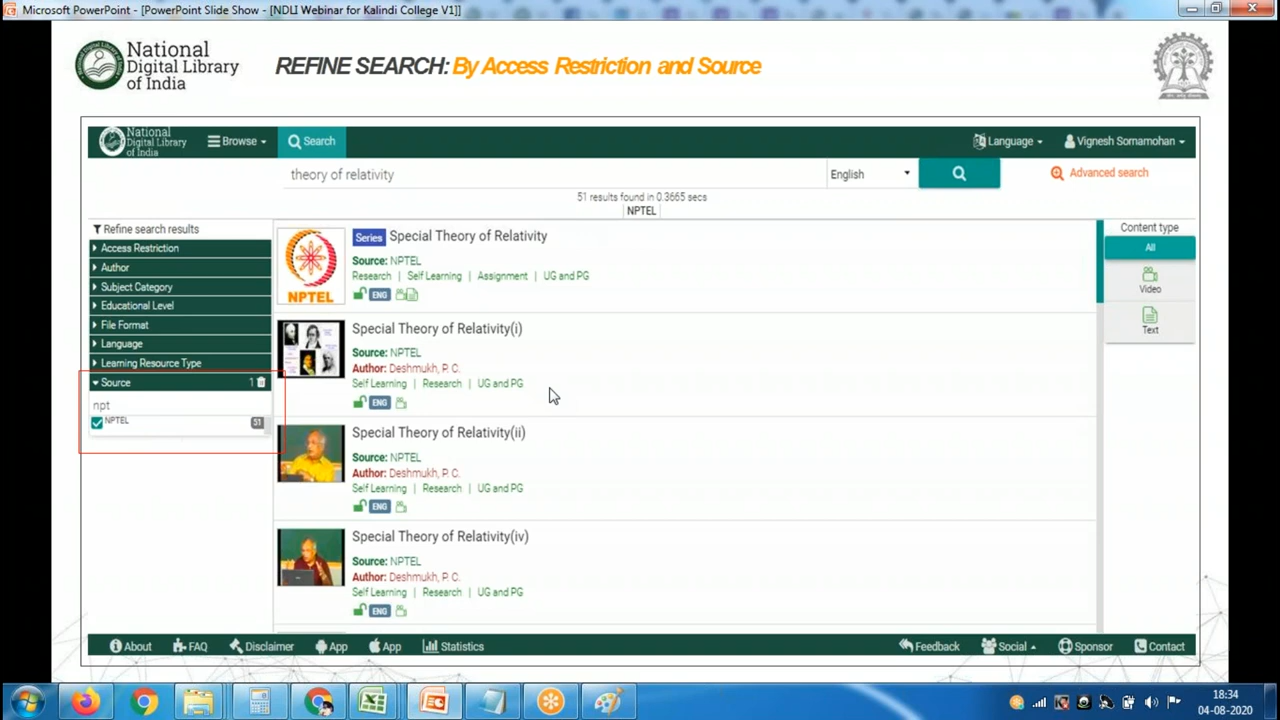 Microsoft PowerPoint - [PowerPoint Slide Show - [NDLI Webinar for Kalindi College V1]]
National
Digital Library
of India
REFINE SEARCH: By Access Restriction and Source
National
Digital Library
of India
Browse
Search
Language
Vignesh Sornamohan
theory of relativity
English
Advanced search
51 results found in 0.3665 secs
NPTEL
Refine search results
Access Restriction
Author
Subject Category
Educational Level
File Format
Language
Learning Resource Type
Source 1
npt
NPTEL 51
NPTEL
Series Special Theory of Relativity
Source: NPTEL
Research | Self Learning | Assignment | UG and PG
ENG
Special Theory of Relativity(i)
Source: NPTEL
Author: Deshmukh, P. C.
Self Learning | Research | UG and PG
ENG
Special Theory of Relativity(ii)
Source: NPTEL
Author: Deshmukh, P. C.
Self Learning | Research | UG and PG
ENG
Special Theory of Relativity(iv)
Source: NPTEL
Author: Deshmukh, P. C.
Self Learning | Research | UG and PG
ENG
Content type
All
Video
Text
About
FAQ
Disclaimer
App
App
Statistics
Feedback
Social
Sponsor
Contact
18:34
04-08-2020